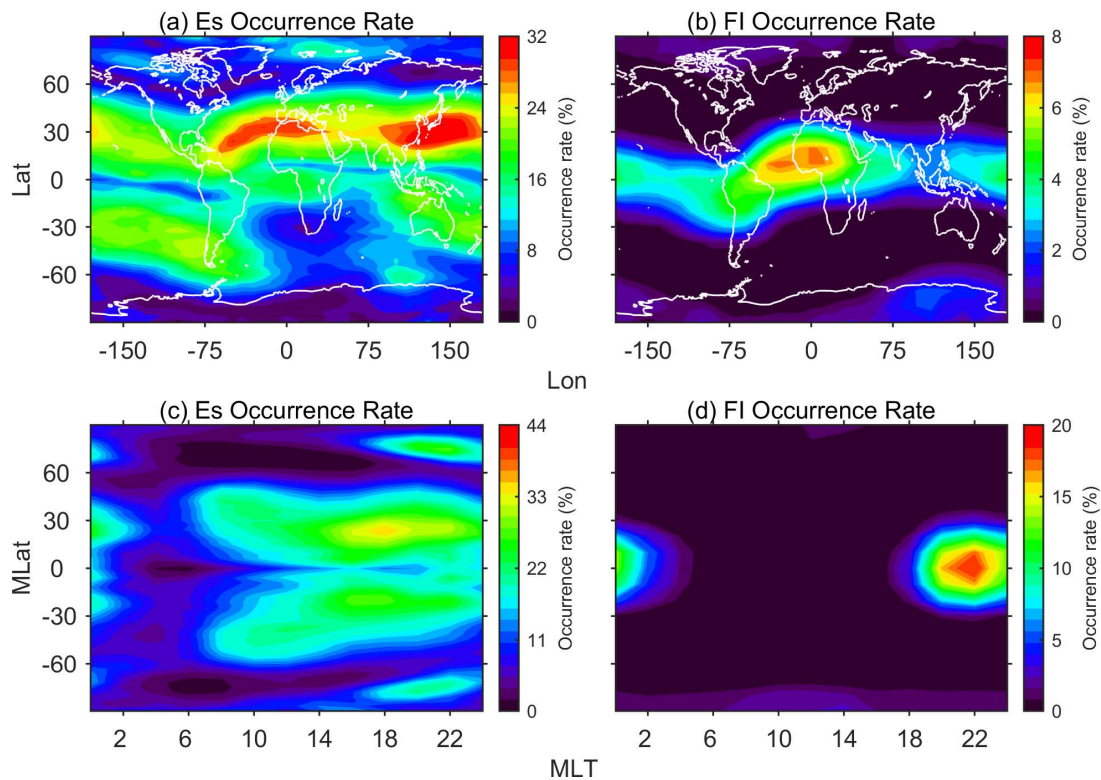 (a) Es Occurrence Rate
(b) FI Occurrence Rate
60
30
0
-30
-60
Lat
-150 -75 0 75 150
32
24
16
8
0
Occurrence rate (%)
-150 -75 0 75 150
8
6
4
2
0
Occurrence rate (%)
Lon
(c) Es Occurrence Rate
(d) FI Occurrence Rate
60
30
0
-30
-60
MLat
2 6 10 14 18 22
44
33
22
11
0
Occurrence rate (%)
2 6 10 14 18 22
20
15
10
5
0
Occurrence rate (%)
MLT